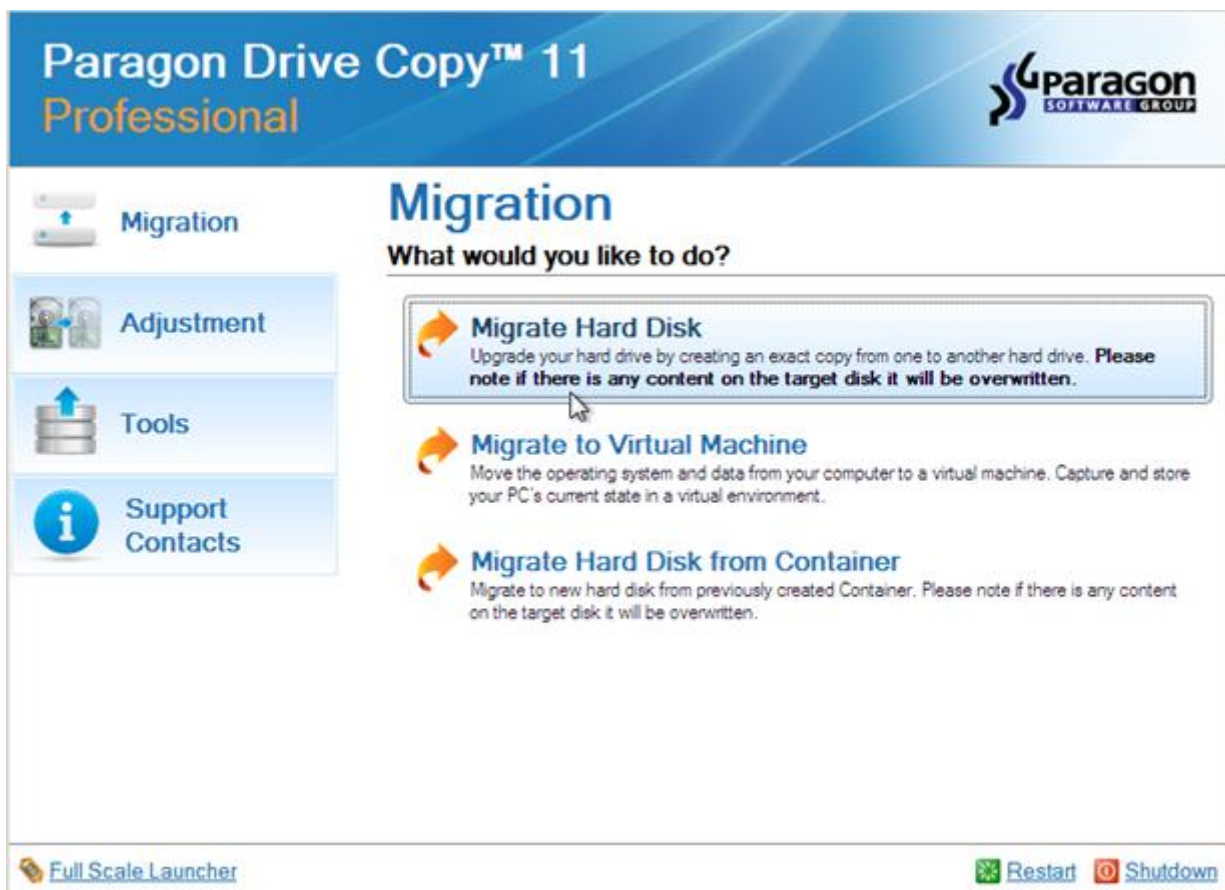 Paragon Drive Copy™ 11
Professional
Paragon
SOFTWARE GROUP
Migration
Adjustment
Tools
Support
Contacts
Migration
What would you like to do?
Migrate Hard Disk
Upgrade your hard drive by creating an exact copy from one to another hard drive. Please
note if there is any content on the target disk it will be overwritten.
Migrate to Virtual Machine
Move the operating system and data from your computer to a virtual machine. Capture and store
your PC's current state in a virtual environment.
Migrate Hard Disk from Container
Migrate to new hard disk from previously created Container. Please note if there is any content
on the target disk it will be overwritten.
Full Scale Launcher
Restart
Shutdown